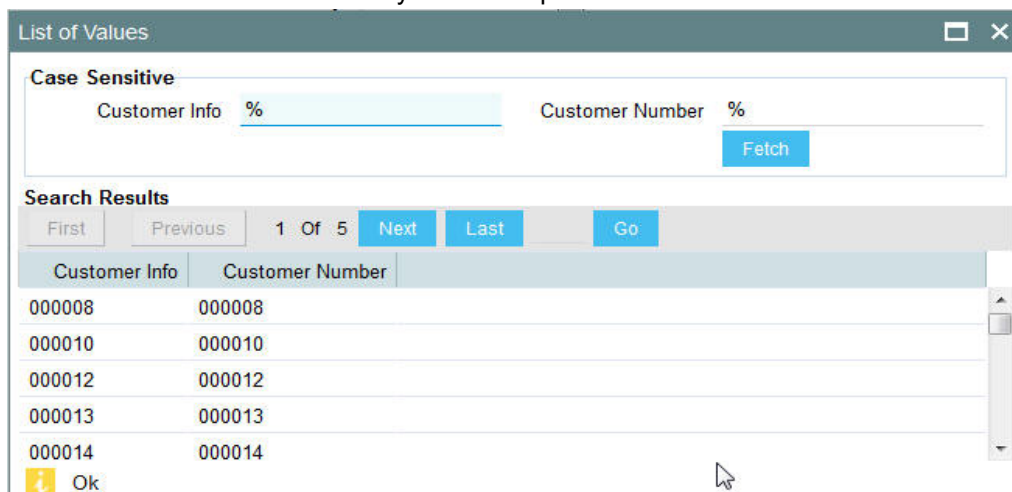 List of Values
Case Sensitive
Customer Info % Customer Number %
Fetch
Search Results
First Previous 1 Of 5 Next Last Go
Customer Info Customer Number
000008 000008
000010 000010
000012 000012
000013 000013
000014 000014
Ok